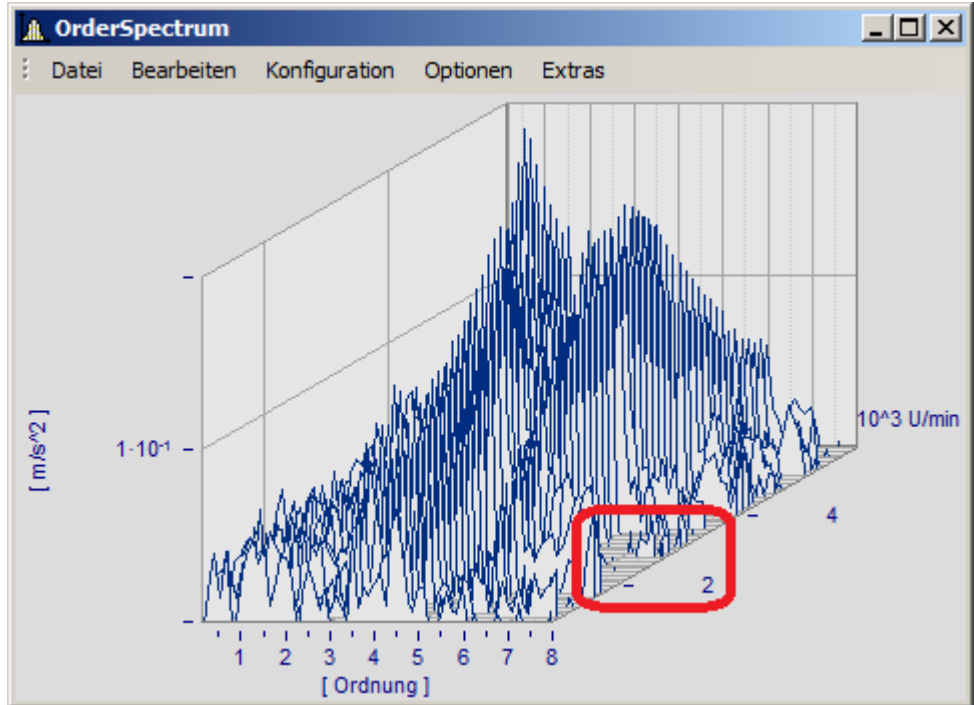 OrderSpectrum
Datei Bearbeiten Konfiguration Optionen Extras
[ m/s^2 ]
1·10⁻¹
10^3 U/min
4
2
1 2 3 4 5 6 7 8
[ Ordnung ]